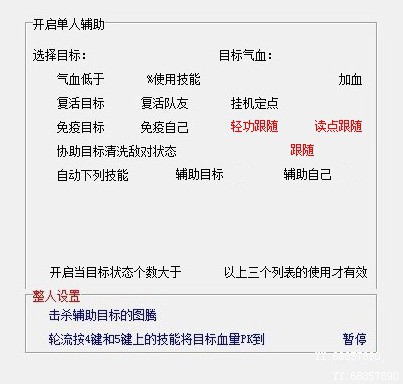 开启单人辅助
选择目标: 目标气血:
气血低于 %使用技能 加血
复活目标 复活队友 挂机定点
免疫目标 免疫自己 轻功跟随 读点跟随
协助目标清洗敌对状态 跟随
自动下列技能 辅助目标 辅助自己
开启当目标状态个数大于 以上三个列表的使用才有效
整人设置
击杀辅助目标的图腾
轮流按4键和5键上的技能将目标血量PK到 暂停